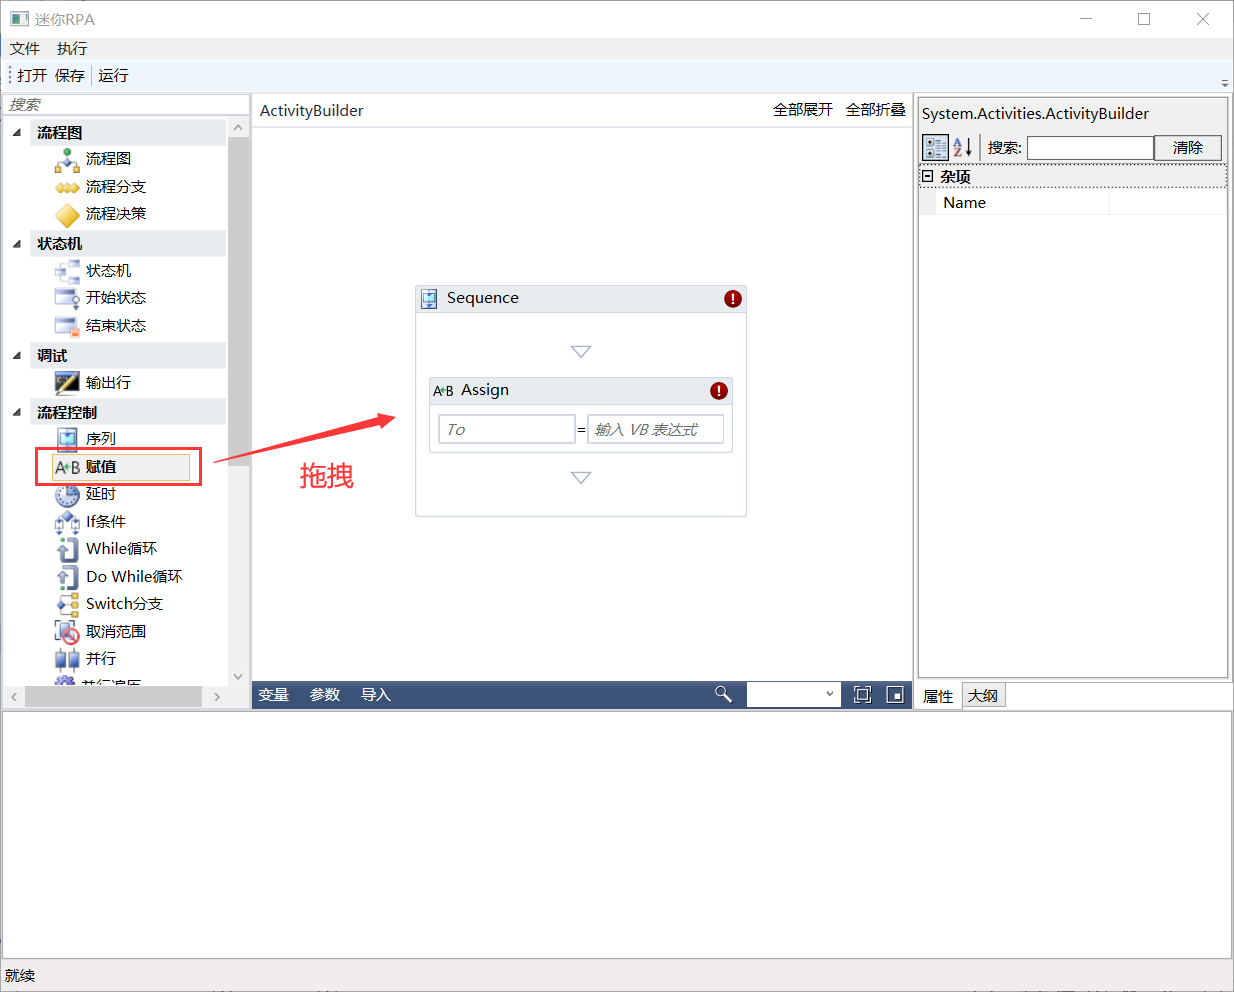 迷你RPA
文件 执行
打开 保存 运行
搜索
流程图
流程图
流程分支
流程决策
状态机
状态机
开始状态
结束状态
调试
输出行
流程控制
序列
A←B 赋值
延时
If条件
While循环
Do While循环
Switch分支
取消范围
并行
并行遍历
ActivityBuilder 全部展开 全部折叠
Sequence
A←B Assign
To = 输入 VB 表达式
拖拽
变量 参数 导入
System.Activities.ActivityBuilder
搜索: 清除
杂项
Name
属性 大纲
就绪